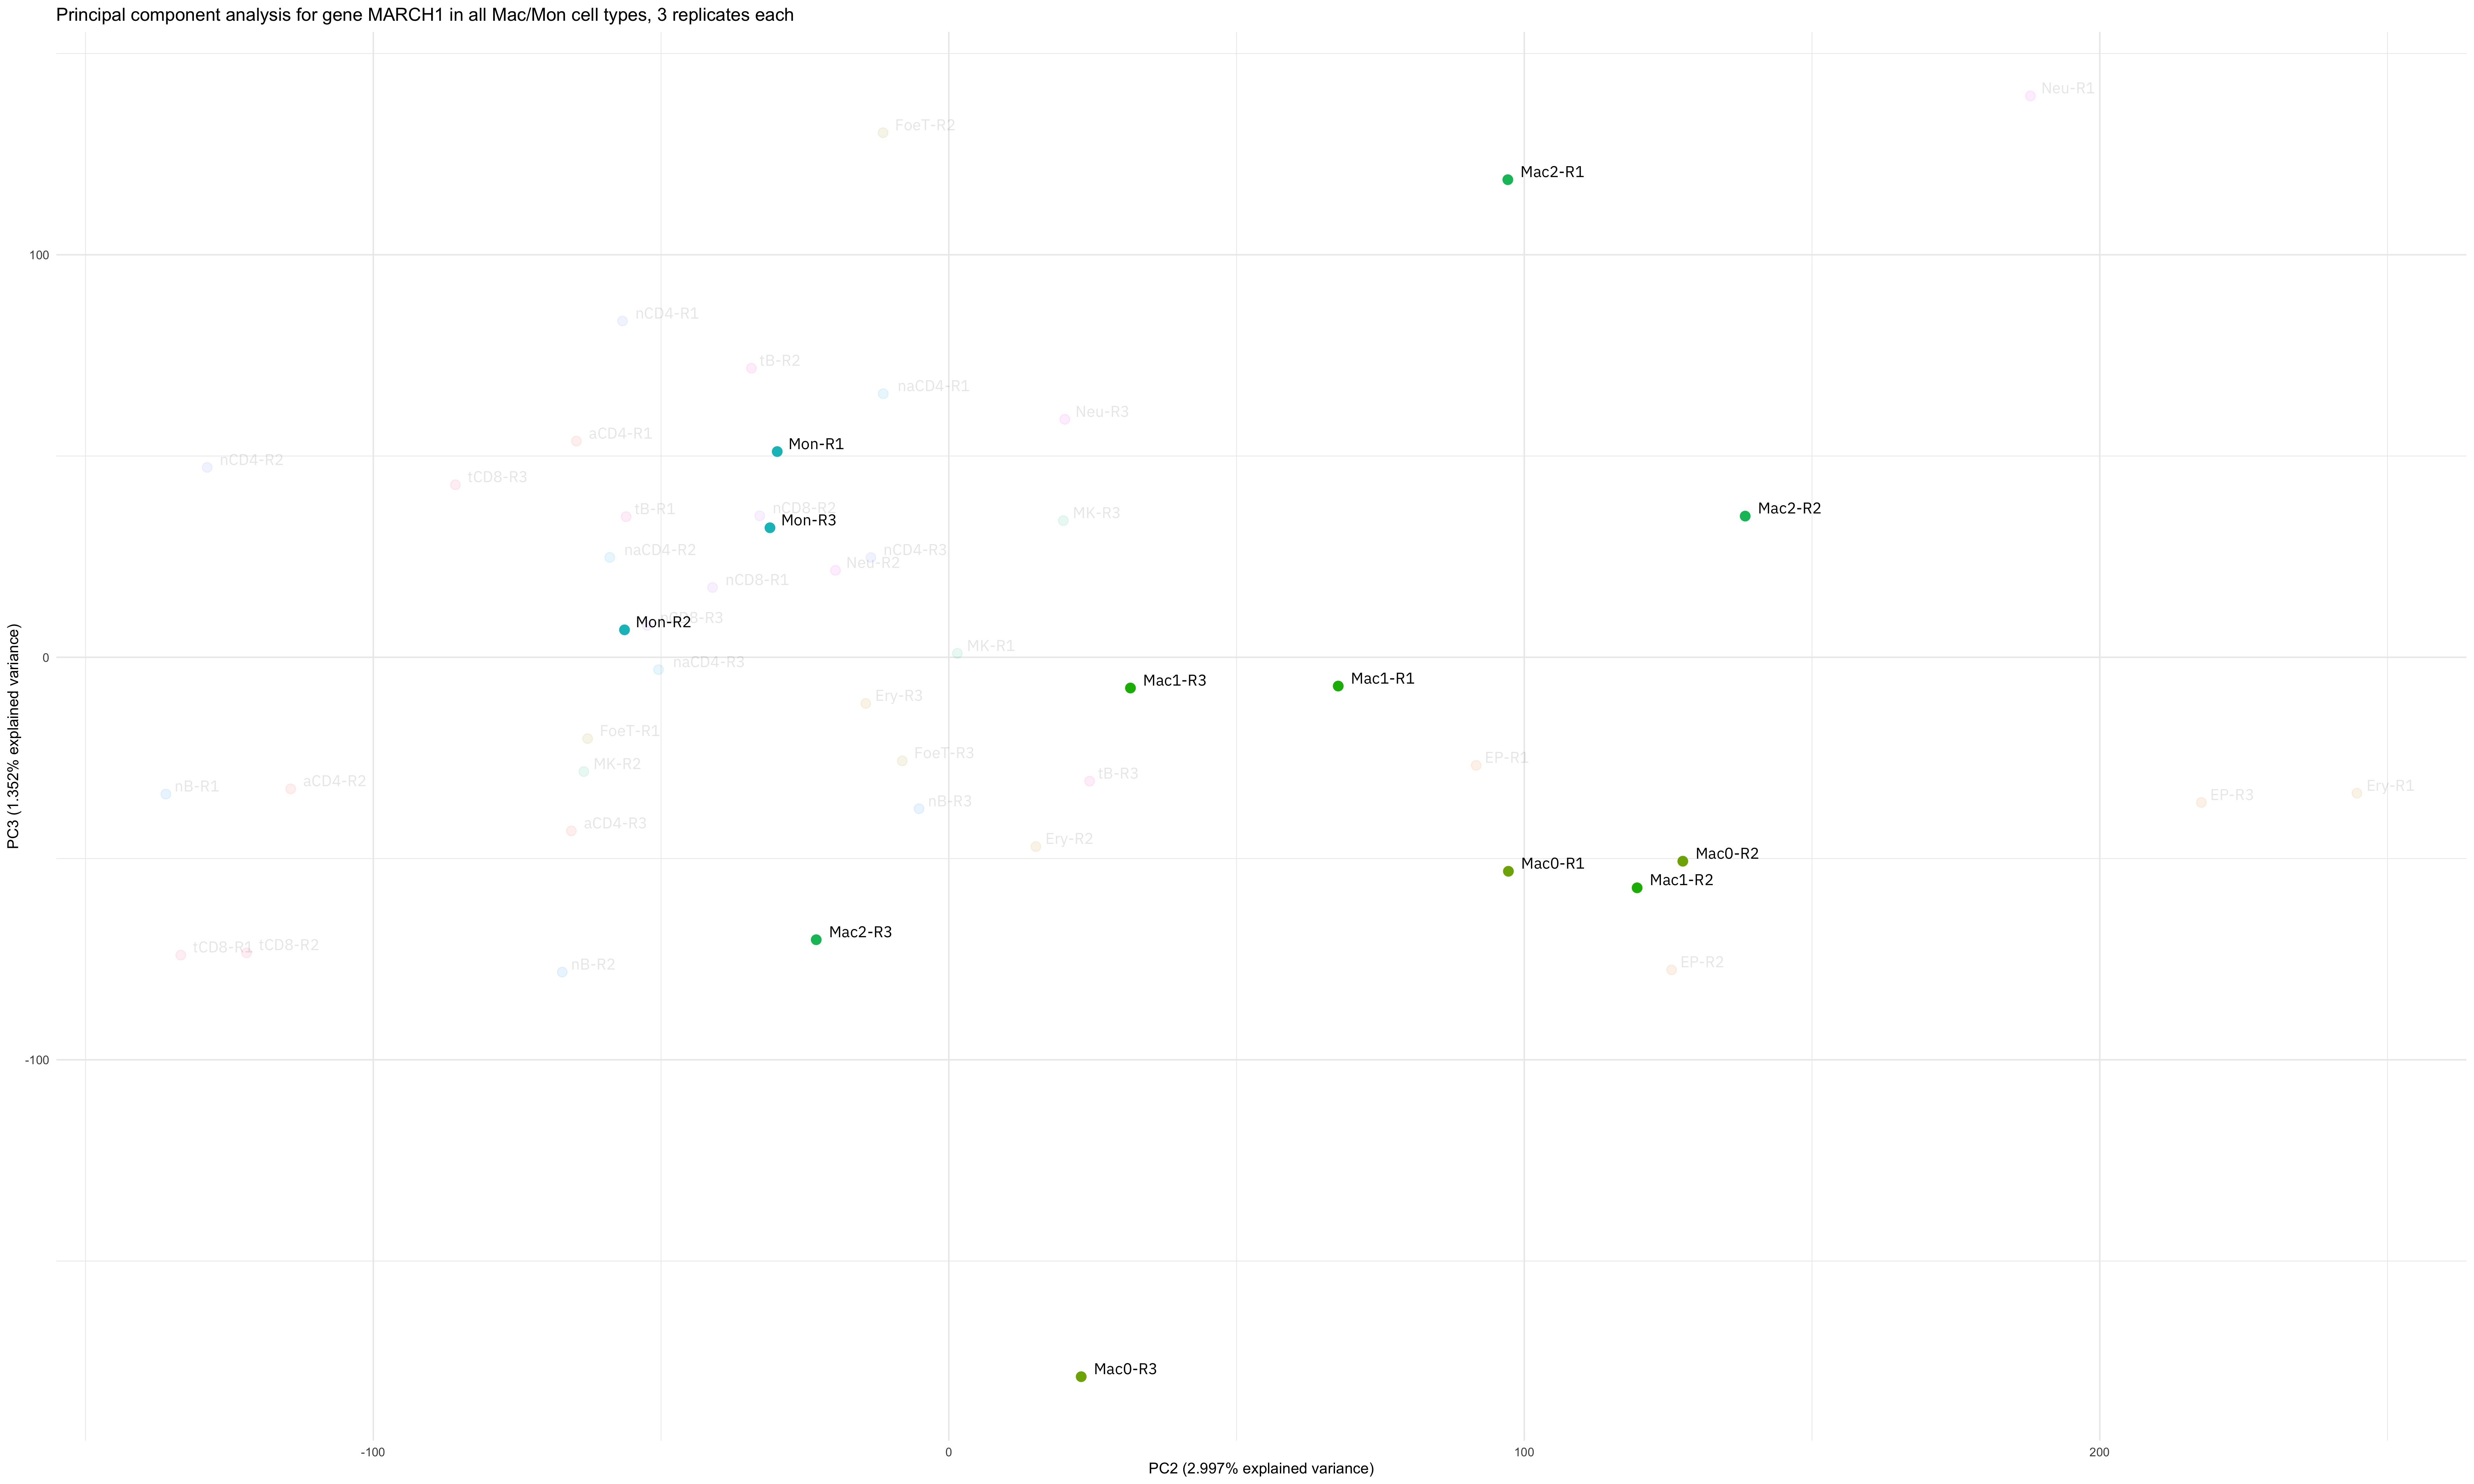 Principal component analysis for gene MARCH1 in all Mac/Mon cell types, 3 replicates each
Neu-R1
FoeT-R2
Mac2-R1
100
nCD4-R1
tB-R2
naCD4-R1
Neu-R3
aCD4-R1
Mon-R1
nCD4-R2
tCD8-R3
tB-R1
nCD8-R2
MK-R3
Mac2-R2
Mon-R3
naCD4-R2
nCD4-R3
Neu-R2
nCD8-R1
nCD8-R3
Mon-R2
0
MK-R1
naCD4-R3
Mac1-R3
Mac1-R1
Ery-R3
FoeT-R1
FoeT-R3
EP-R1
MK-R2
tB-R3
nB-R1
aCD4-R2
Ery-R1
EP-R3
nB-R3
aCD4-R3
Ery-R2
Mac0-R2
Mac0-R1
Mac1-R2
Mac2-R3
tCD8-R1
tCD8-R2
nB-R2
EP-R2
-100
Mac0-R3
PC3 (1.352% explained variance)
-100
0
100
200
PC2 (2.997% explained variance)